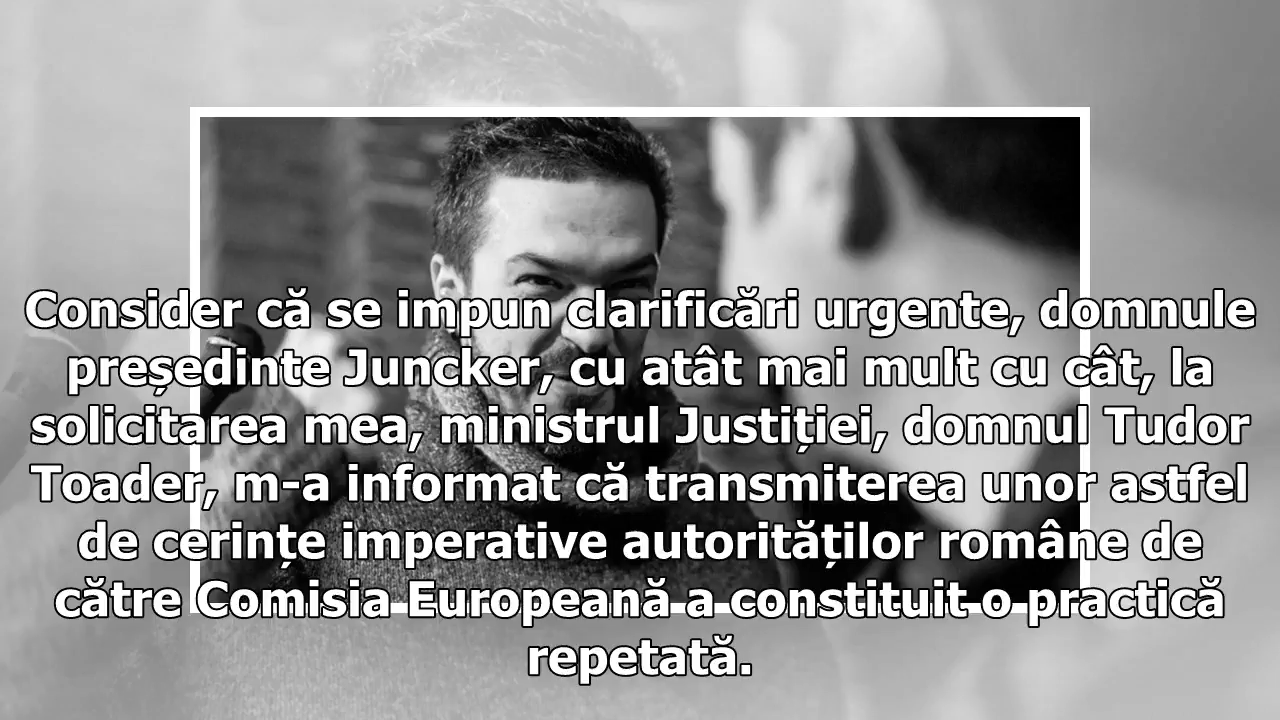 Consider că se impun clarificări urgente, domnule
președinte Juncker, cu atât mai mult cu cât, la
solicitarea mea, ministrul Justiției, domnul Tudor
Toader, m-a informat că transmiterea unor astfel
de cerințe imperative autorităților române de
către Comisia Europeană a constituit o practică
repetată.